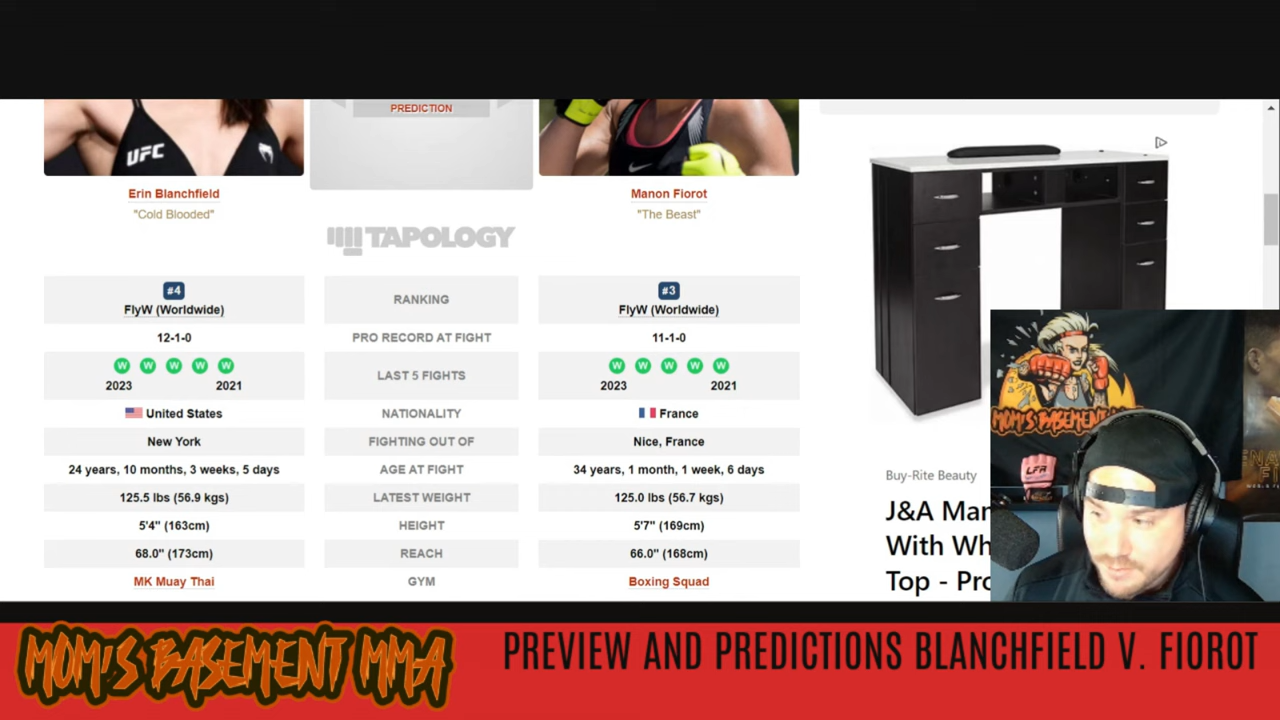 PREDICTION
UFC
Erin Blanchfield
"Cold Blooded"
Manon Fiorot
"The Beast"
TAPOLOGY
#4
FlyW (Worldwide)
RANKING
#3
FlyW (Worldwide)
12-1-0
PRO RECORD AT FIGHT
11-1-0
W W W W W
2023 2021
LAST 5 FIGHTS
W W W W W
2023 2021
United States
NATIONALITY
France
New York
FIGHTING OUT OF
Nice, France
24 years, 10 months, 3 weeks, 5 days
AGE AT FIGHT
34 years, 1 month, 1 week, 6 days
125.5 lbs (56.9 kgs)
LATEST WEIGHT
125.0 lbs (56.7 kgs)
5'4" (163cm)
HEIGHT
5'7" (169cm)
68.0" (173cm)
REACH
66.0" (168cm)
MK Muay Thai
GYM
Boxing Squad
Buy-Rite Beauty
J&A Man
With Wh
Top - Pro
MOM'S BASEMENT
LFA
MOM'S BASEMENT MMA
PREVIEW AND PREDICTIONS BLANCHFIELD V. FIOROT